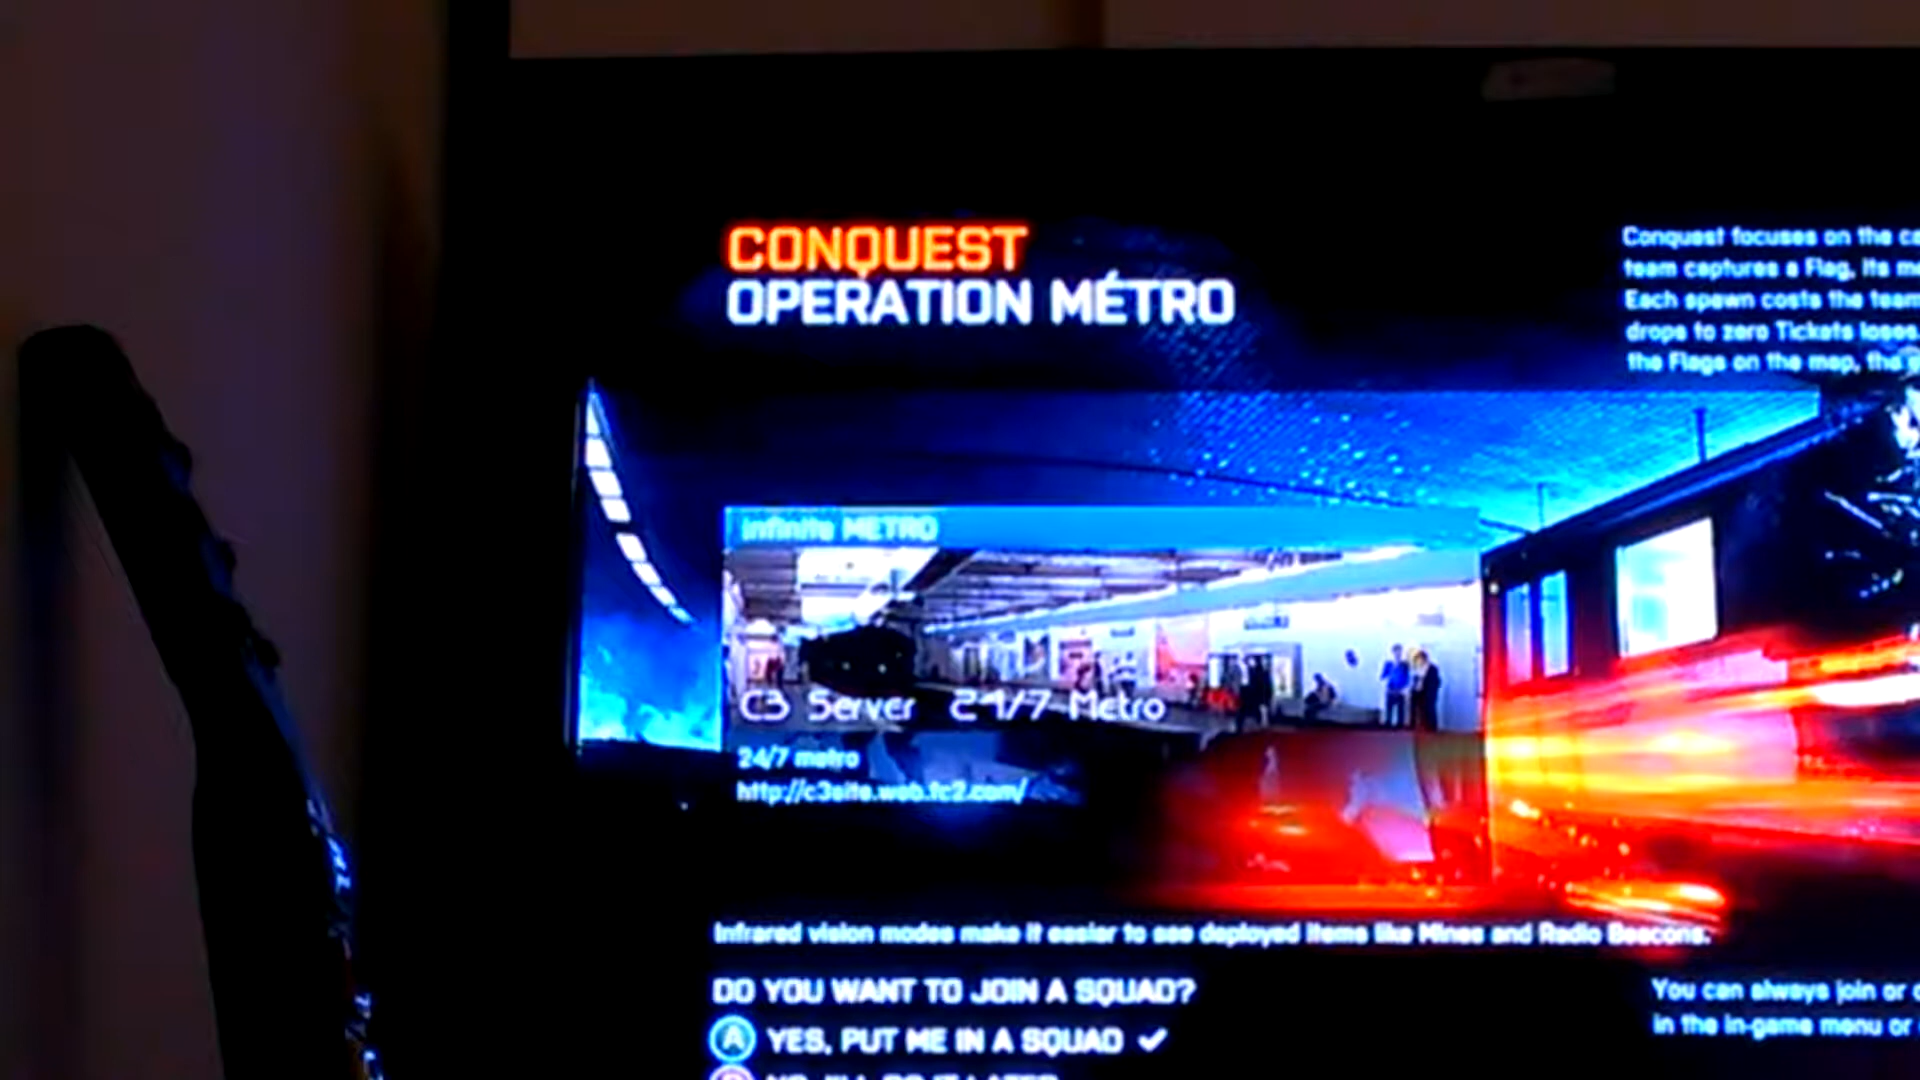 CONQUEST
OPERATION MÉTRO
Conquest focuses on the
team captures a Flag, its
Each spawn costs the team
drops to zero Tickets loses.
the Flags on the map, the
Infinite METRO
C3 Server 24/7 Metro
24/7 metro
http://c3site.web.fc2.com/
Infrared vision modes make it easier to see deployed items like Mines and Radio Beacons.
DO YOU WANT TO JOIN A SQUAD?
A YES, PUT ME IN A SQUAD ✓
You can always join or
in the in-game menu or